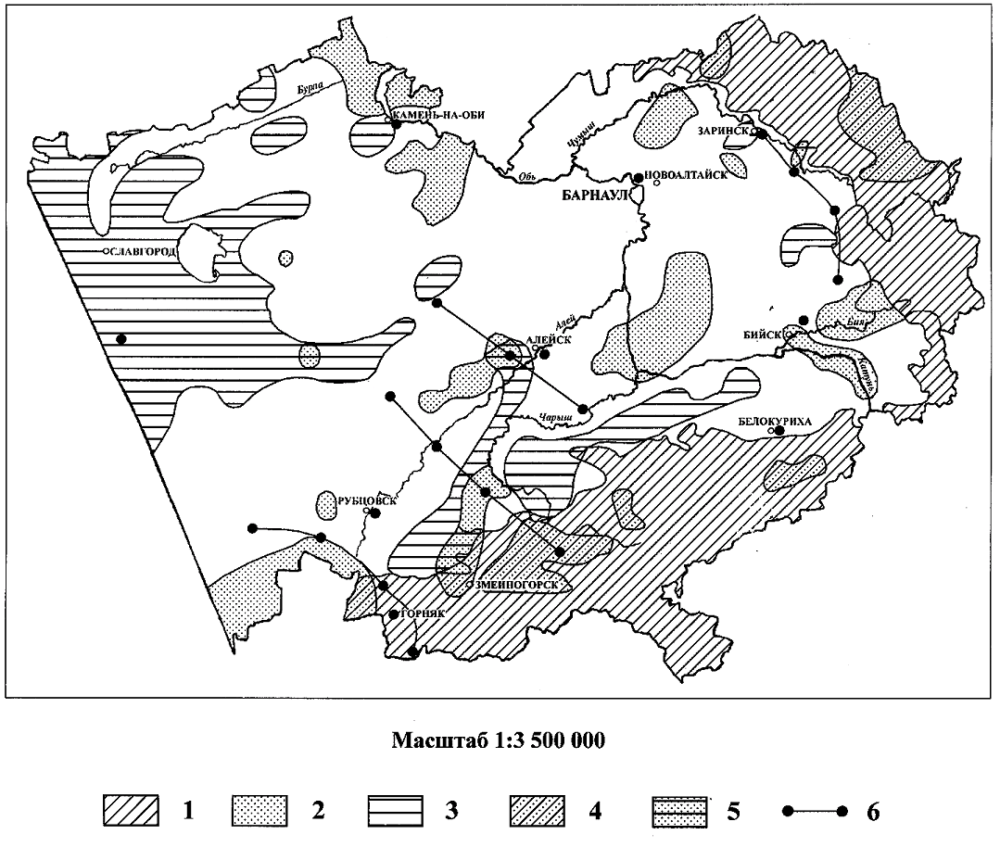 Бурла
КАМЕНЬ-НА-ОБИ
Чумыш
ЗАРИНСК
Обь
НОВОАЛТАЙСК
БАРНАУЛ
СЛАВГОРОД
Алей
АЛЕЙСК
БИЙСК
Бия
Катунь
Чарыш
БЕЛОКУРИХА
РУБЦОВСК
ЗМЕИНОГОРСК
ГОРНЯК
Масштаб 1:3 500 000
1 2 3 4 5 6